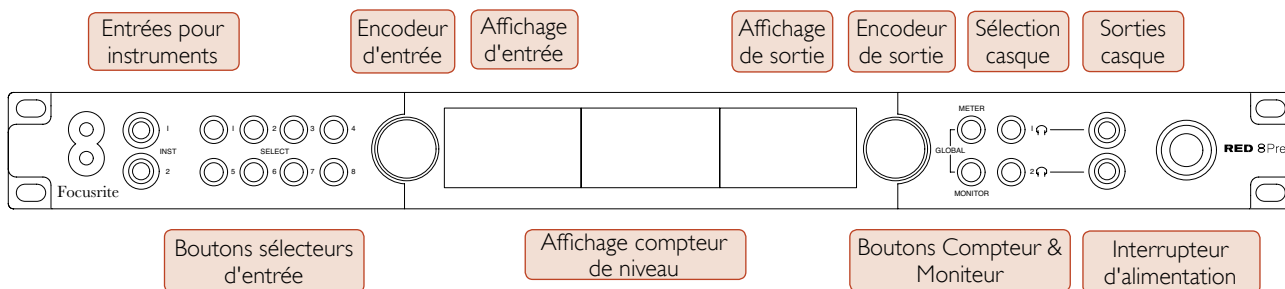 Entrées pour
instruments
Encodeur
d'entrée
Affichage
d'entrée
Affichage
de sortie
Encodeur
de sortie
Sélection
casque
Sorties
casque
METER
1
1 2 3 4
1
INST
SELECT
GLOBAL
RED 8Pre
2
5 6 7 8
2
Focusrite
MONITOR
Boutons sélecteurs
d'entrée
Affichage compteur
de niveau
Boutons Compteur &
Moniteur
Interrupteur
d'alimentation